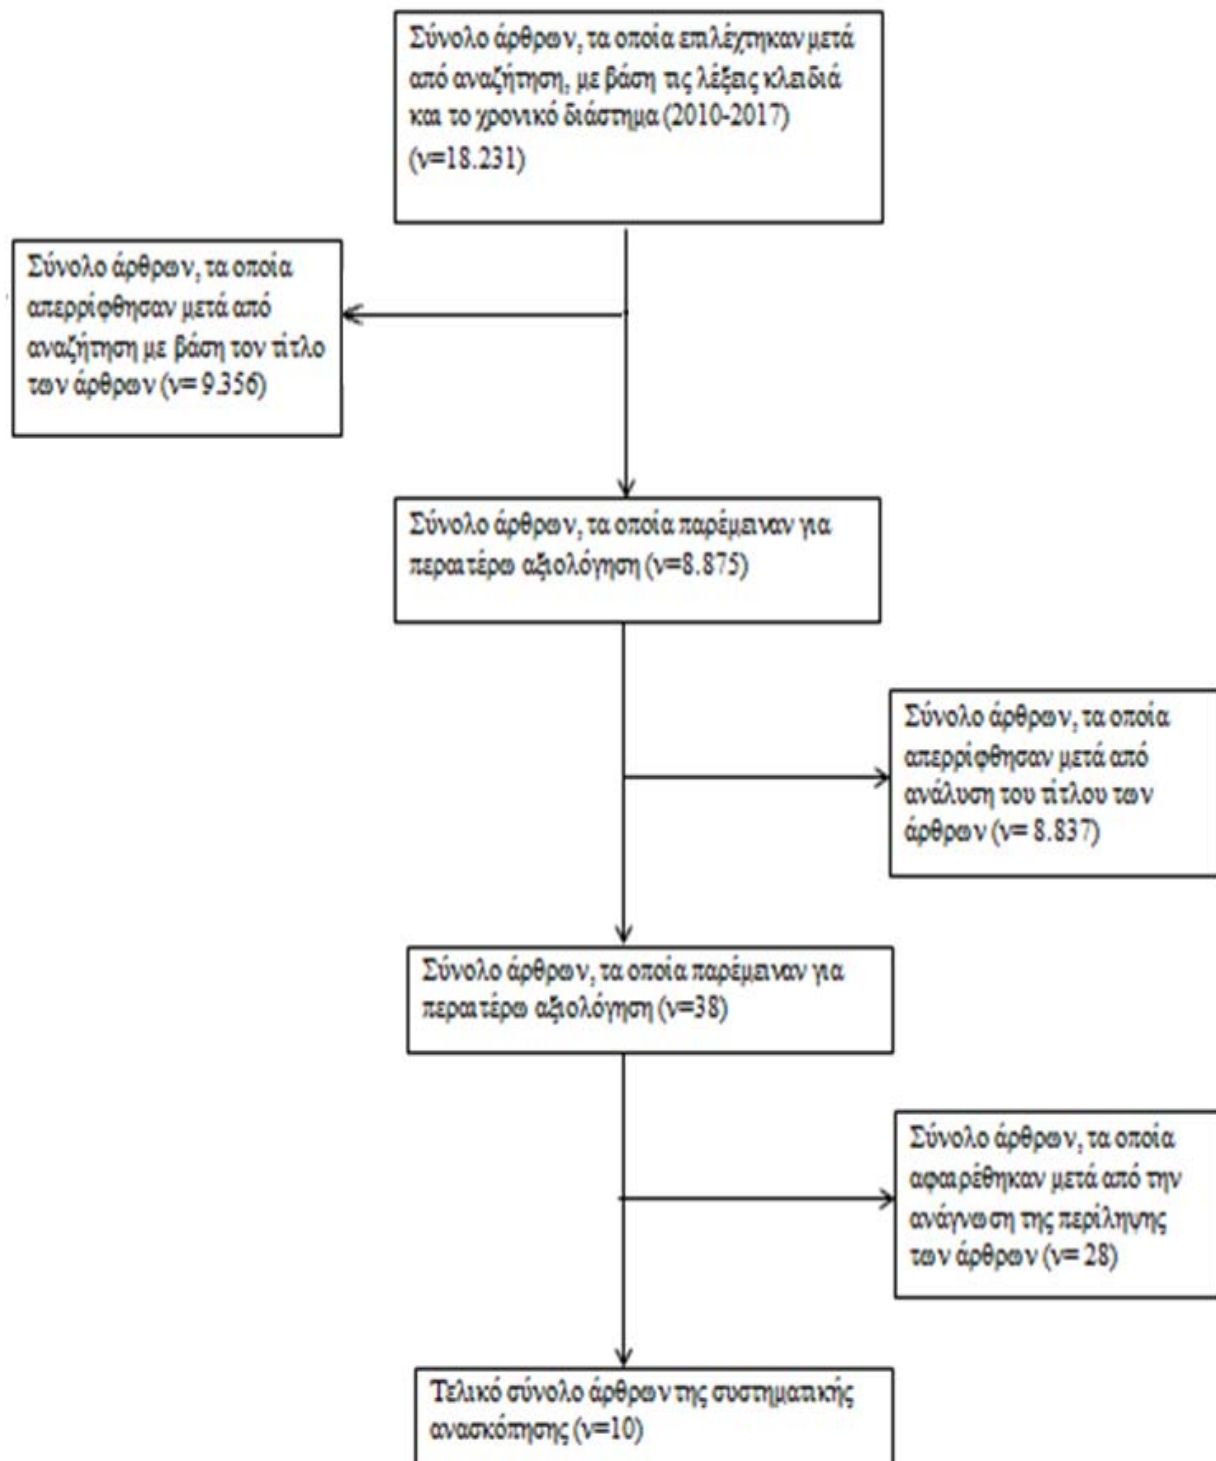 Σύνολο άρθρων, τα οποία επιλέχτηκαν μετά
από αναζήτηση, με βάση τις λέξεις κλειδιά
και το χρονικό διάστημα (2010-2017)
(ν=18.231)
Σύνολο άρθρων, τα οποία
απερρίφθησαν μετά από
αναζήτηση με βάση τον τίτλο
των άρθρων (ν= 9.356)
Σύνολο άρθρων, τα οποία παρέμειναν για
περαιτέρω αξιολόγηση (ν=8.875)
Σύνολο άρθρων, τα οποία
απερρίφθησαν μετά από
ανάλυση του τίτλου των
άρθρων (ν= 8.837)
Σύνολο άρθρων, τα οποία παρέμειναν για
περαιτέρω αξιολόγηση (ν=38)
Σύνολο άρθρων, τα οποία
αφαιρέθηκαν μετά από την
ανάγνωση της περίληψης
των άρθρων (ν= 28)
Τελικό σύνολο άρθρων της συστηματικής
ανασκόπησης (ν=10)